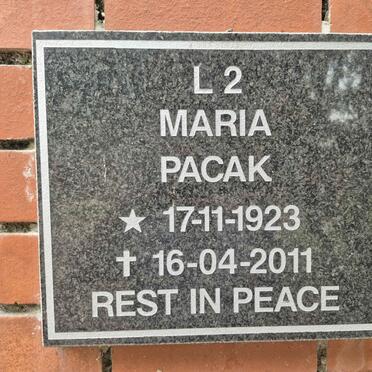 L 2
MARIA
PACAK
★ 17-11-1923
✝ 16-04-2011
REST IN PEACE